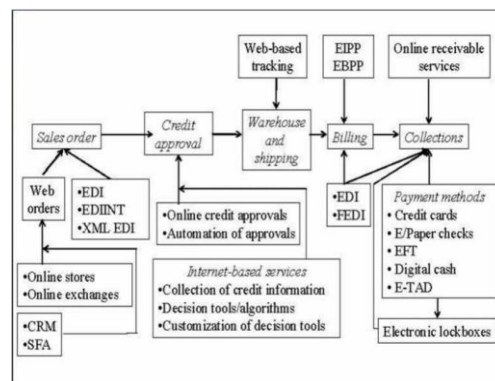 Web-based
tracking
EIPP
EBPP
Online receivable
services
Sales order
Credit
approval
Warehouse
and
shipping
Billing
Collections
Web
orders
•EDI
•EDIINT
•XML EDI
•Online credit approvals
•Automation of approvals
•EDI
•FEDI
Payment methods
•Credit cards
•E/Paper checks
•EFT
•Digital cash
•E-TAD
•Online stores
•Online exchanges
Internet-based services
•Collection of credit information
•Decision tools/algorithms
•Customization of decision tools
•CRM
•SFA
Electronic lockboxes